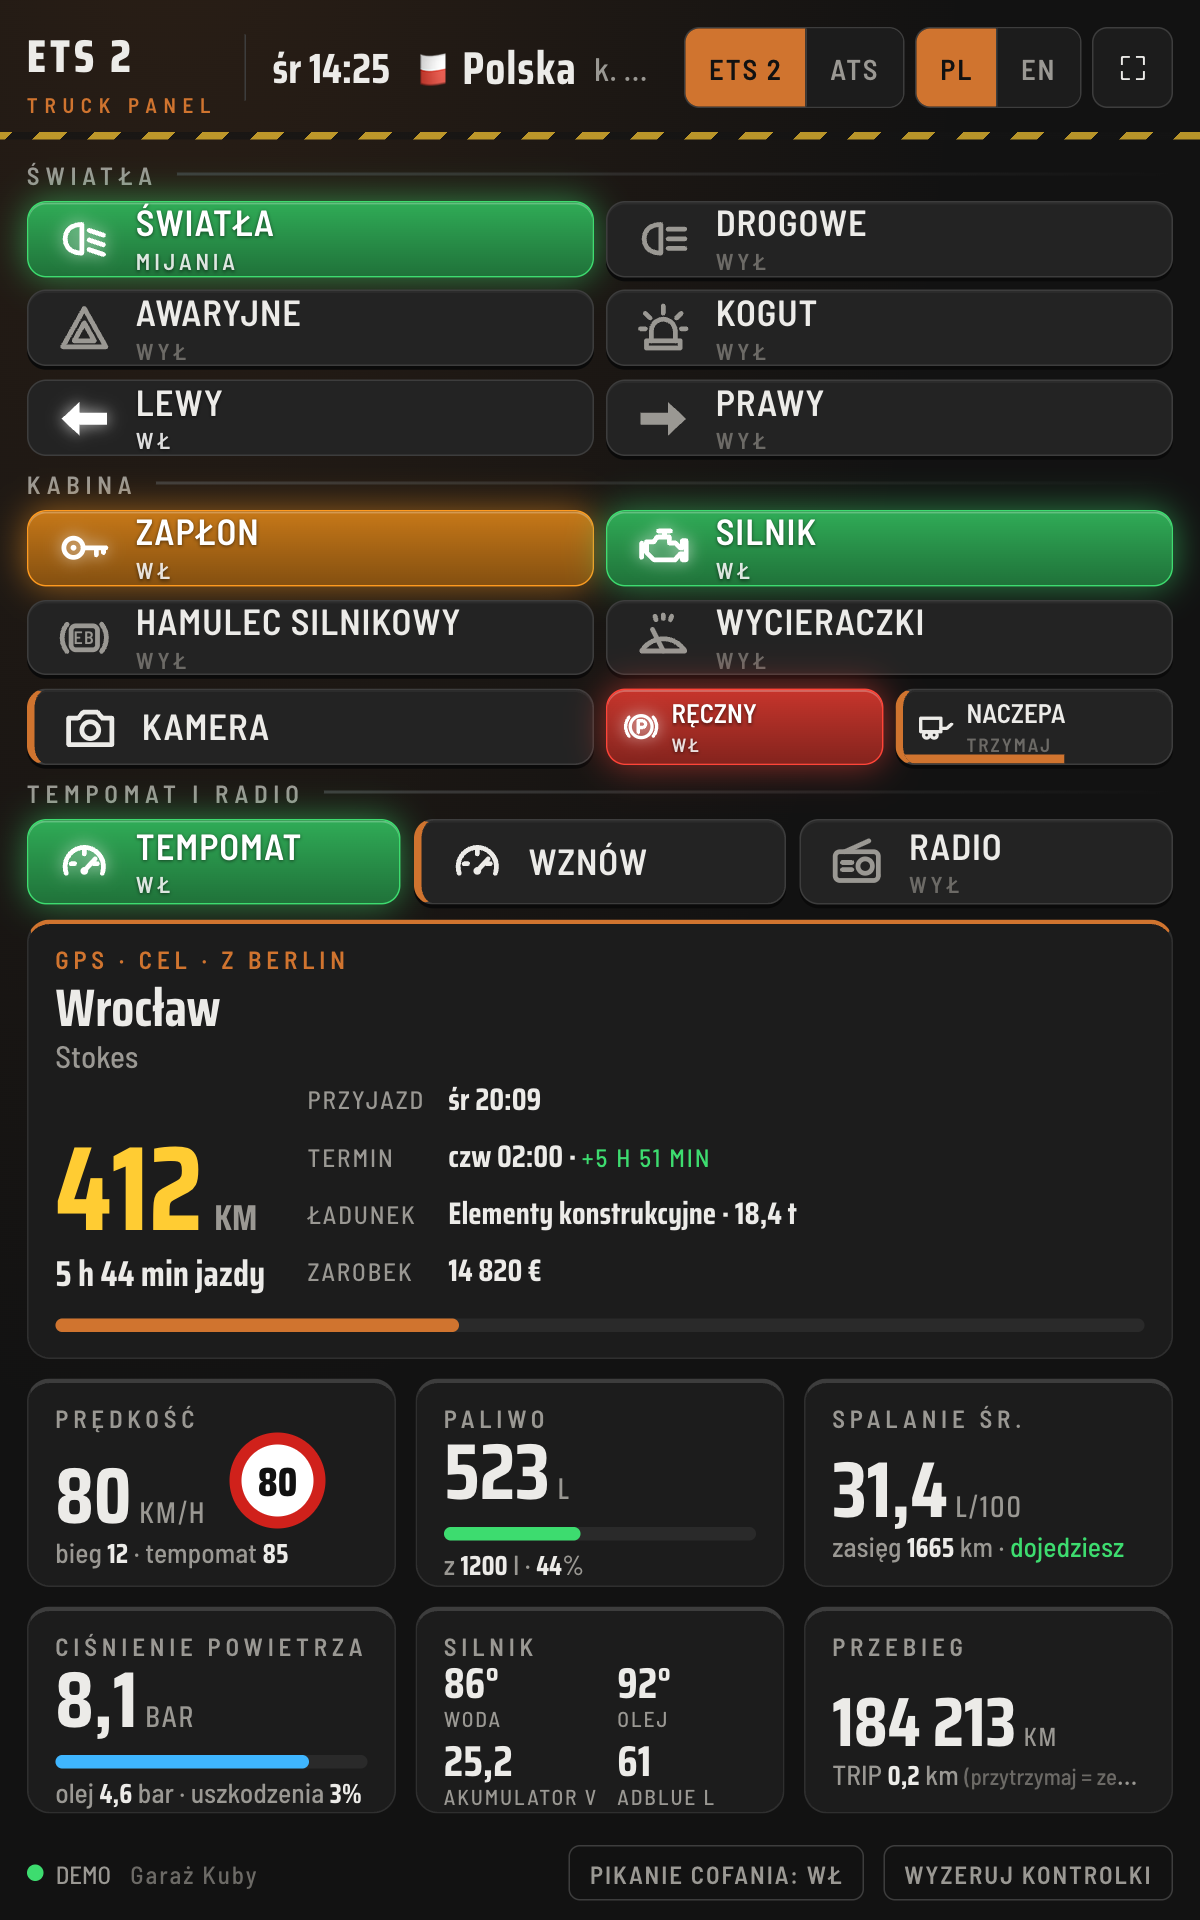 ETS 2
TRUCK PANEL
śr 14:25 Polska k. ...
ETS 2 ATS
PL EN
ŚWIATŁA
ŚWIATŁA
MIJANIA
DROGOWE
WYŁ
AWARYJNE
WYŁ
KOGUT
WYŁ
LEWY
WŁ
PRAWY
WYŁ
KABINA
ZAPŁON
WŁ
SILNIK
WŁ
EB
HAMULEC SILNIKOWY
WYŁ
WYCIERACZKI
WYŁ
KAMERA
P
RĘCZNY
WŁ
NACZEPA
TRZYMAJ
TEMPOMAT I RADIO
TEMPOMAT
WŁ
WZNÓW
RADIO
WYŁ
GPS · CEL · Z BERLIN
Wrocław
Stokes
412 KM
5 h 44 min jazdy
PRZYJAZD śr 20:09
TERMIN czw 02:00 · +5 H 51 MIN
ŁADUNEK Elementy konstrukcyjne · 18,4 t
ZAROBEK 14 820 €
PRĘDKOŚĆ
80 KM/H
80
bieg 12 · tempomat 85
PALIWO
523 L
z 1200 l · 44%
SPALANIE ŚR.
31,4 L/100
zasięg 1665 km · dojedziesz
CIŚNIENIE POWIETRZA
8,1 BAR
olej 4,6 bar · uszkodzenia 3%
SILNIK
86° 92°
WODA OLEJ
25,2 61
AKUMULATOR V ADBLUE L
PRZEBIEG
184 213 KM
TRIP 0,2 km (przytrzymaj = ze...
DEMO Garaż Kuby
PIKANIE COFANIA: WŁ
WYZERUJ KONTROLKI